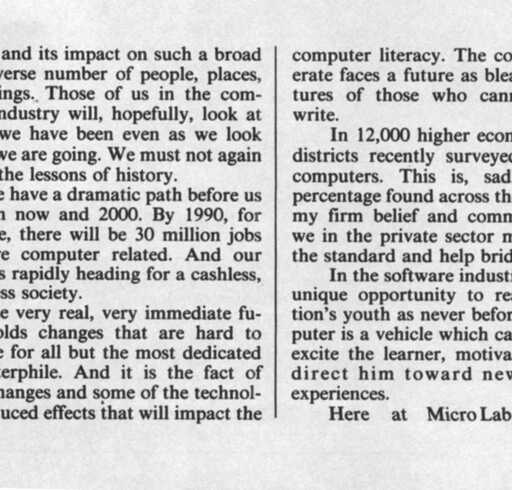 and its impact on such a broad
verse number of people, places,
ings. Those of us in the com-
ndustry will, hopefully, look at
we have been even as we look
we are going. We must not again
the lessons of history.
e have a dramatic path before us
n now and 2000. By 1990, for
e, there will be 30 million jobs
e computer related. And our
s rapidly heading for a cashless,
ss society.
e very real, very immediate fu-
olds changes that are hard to
e for all but the most dedicated
terphile. And it is the fact of
hanges and some of the technol-
uced effects that will impact the
computer literacy. The co
erate faces a future as blea
tures of those who cann
write.
In 12,000 higher econ
districts recently surveyed
computers. This is, sad
percentage found across th
my firm belief and comm
we in the private sector m
the standard and help brid
In the software industr
unique opportunity to rea
tion's youth as never befor
puter is a vehicle which ca
excite the learner, motiva
direct him toward new
experiences.
Here at Micro Lab